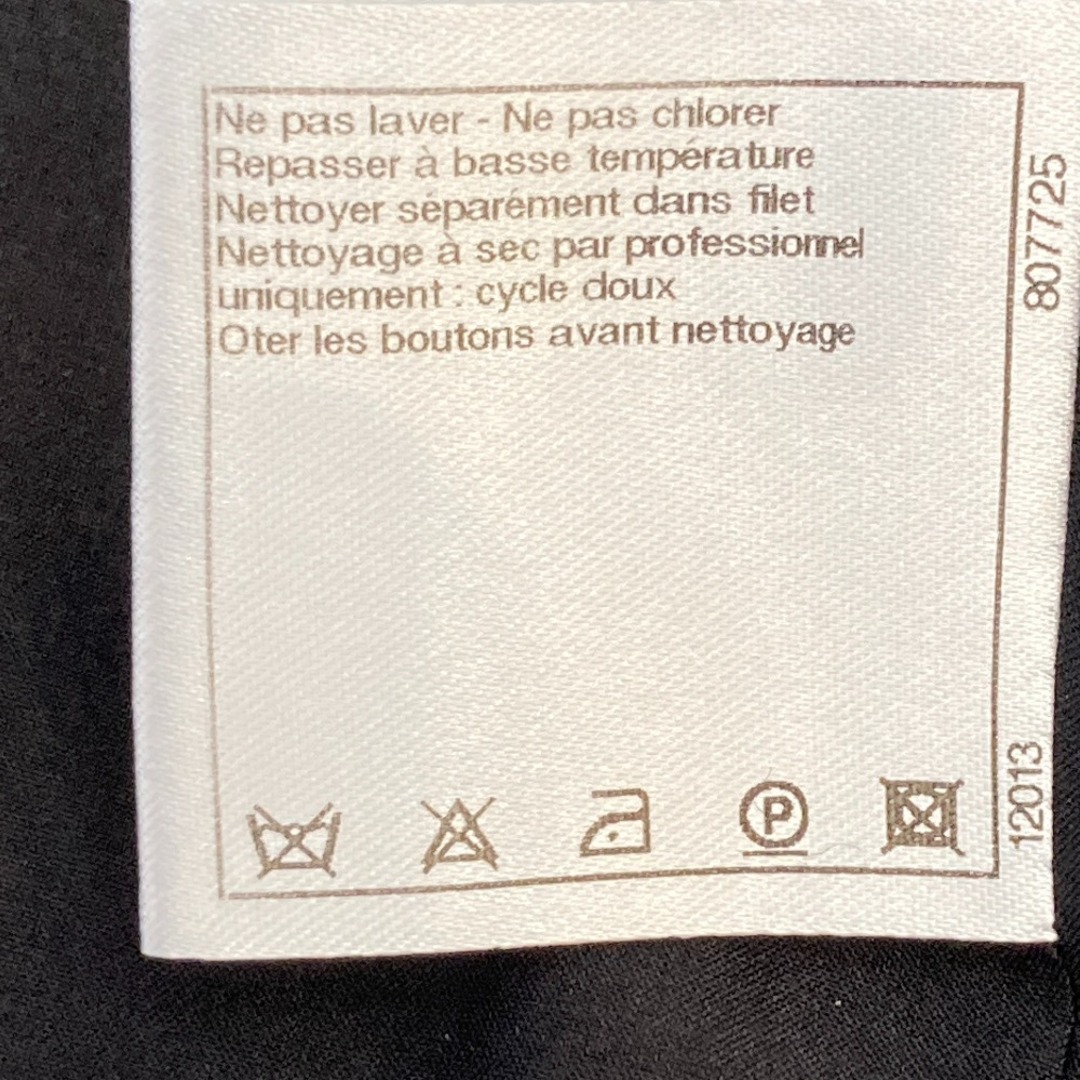 Ne pas laver - Ne pas chlorer
Repasser à basse température
Nettoyer séparément dans filet
Nettoyage à sec par professionnel
uniquement : cycle doux
Oter les boutons avant nettoyage
807725
P
12013